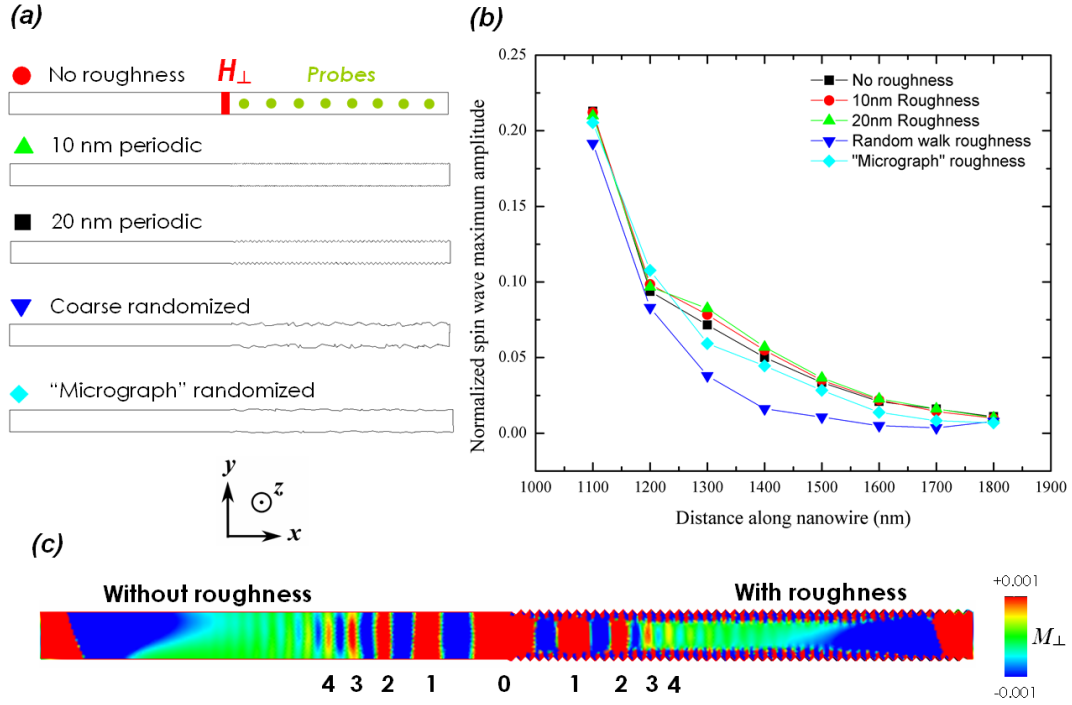 (a)
No roughness
H⊥
Probes
10 nm periodic
20 nm periodic
Coarse randomized
“Micrograph” randomized
y
z
x
(b)
Normalized spin wave maximum amplitude
0.25
0.20
0.15
0.10
0.05
0.00
No roughness
10nm Roughness
20nm Roughness
Random walk roughness
"Micrograph" roughness
1000 1100 1200 1300 1400 1500 1600 1700 1800 1900
Distance along nanowire (nm)
(c)
Without roughness
With roughness
+0.001
M⊥
-0.001
4 3 2 1 0 1 2 3 4